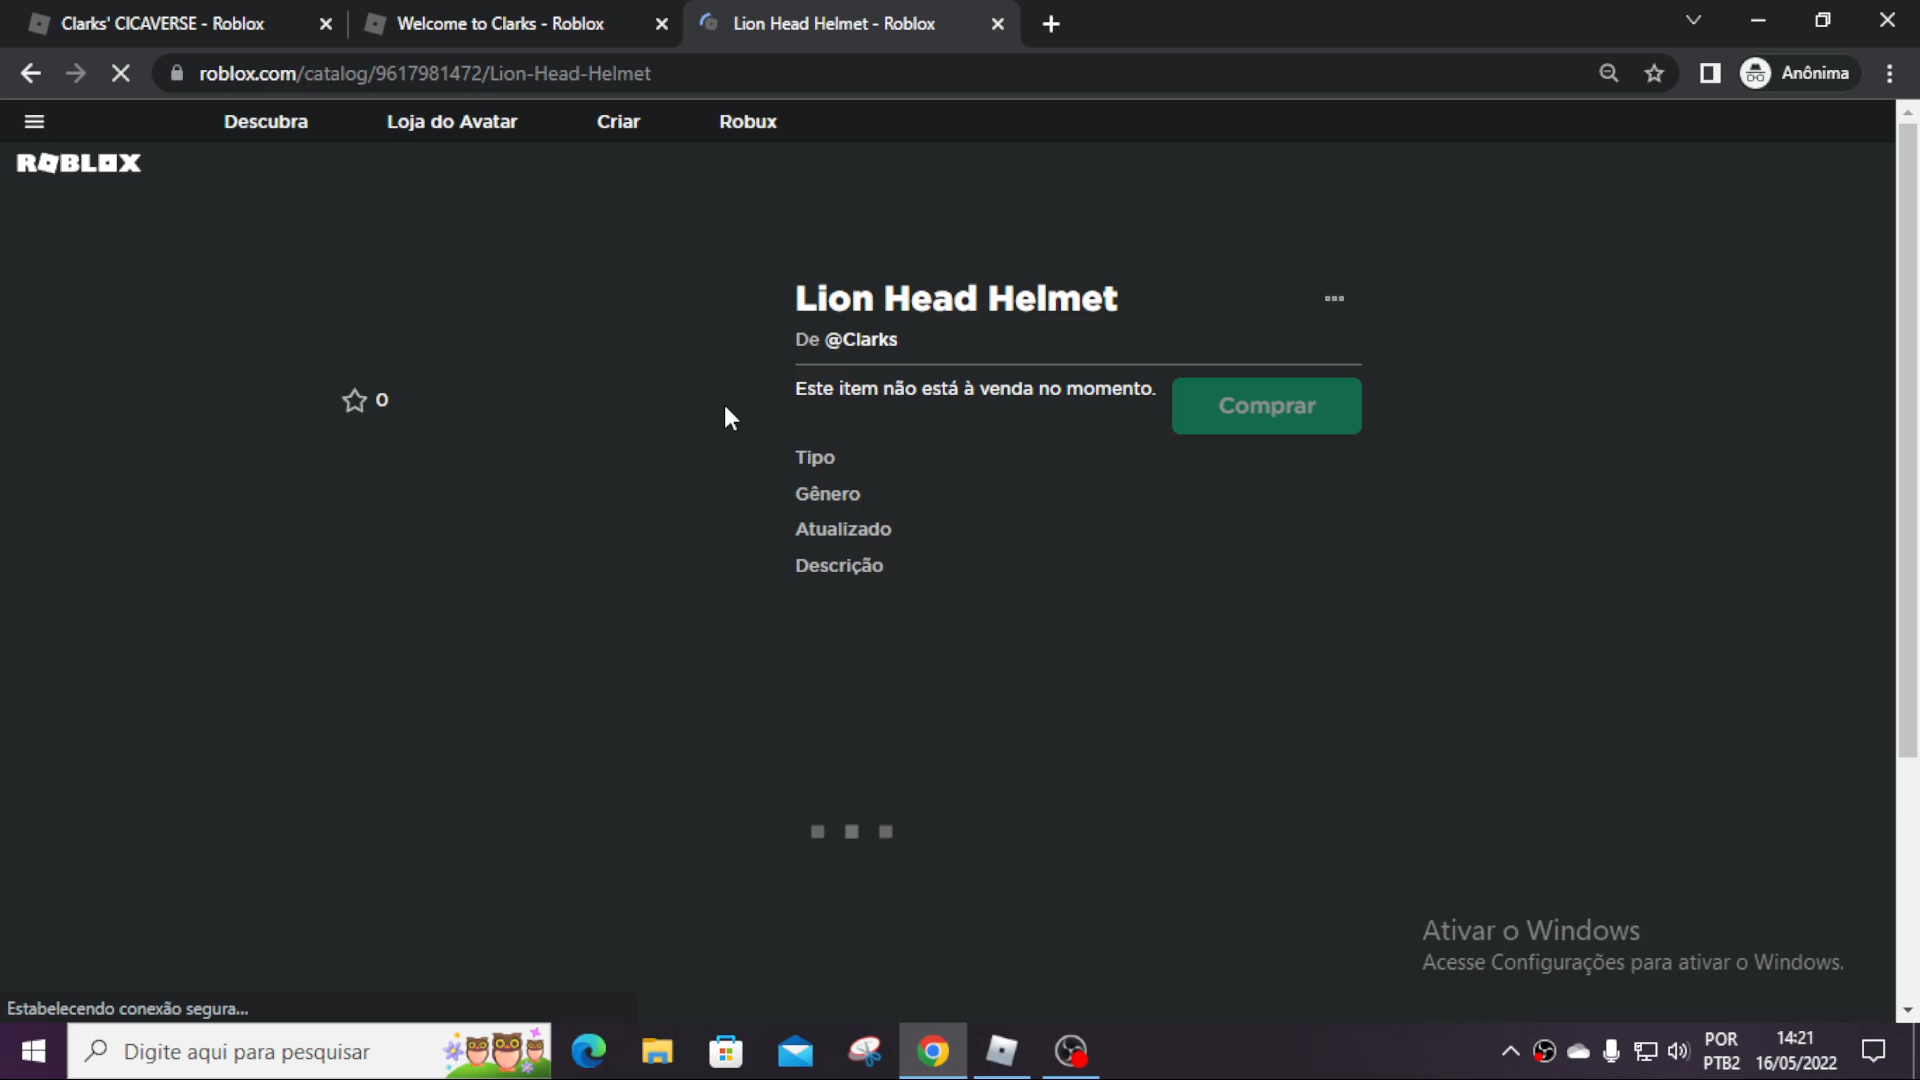 Clarks' CICAVERSE - Roblox
Welcome to Clarks - Roblox
Lion Head Helmet - Roblox
roblox.com/catalog/9617981472/Lion-Head-Helmet
Anônima
Descubra
Loja do Avatar
Criar
Robux
ROBLOX
Lion Head Helmet
De @Clarks
Este item não está à venda no momento.
Comprar
0
Tipo
Gênero
Atualizado
Descrição
Ativar o Windows
Acesse Configurações para ativar o Windows.
Estabelecendo conexão segura...
Digite aqui para pesquisar
POR
PTB2
14:21
16/05/2022